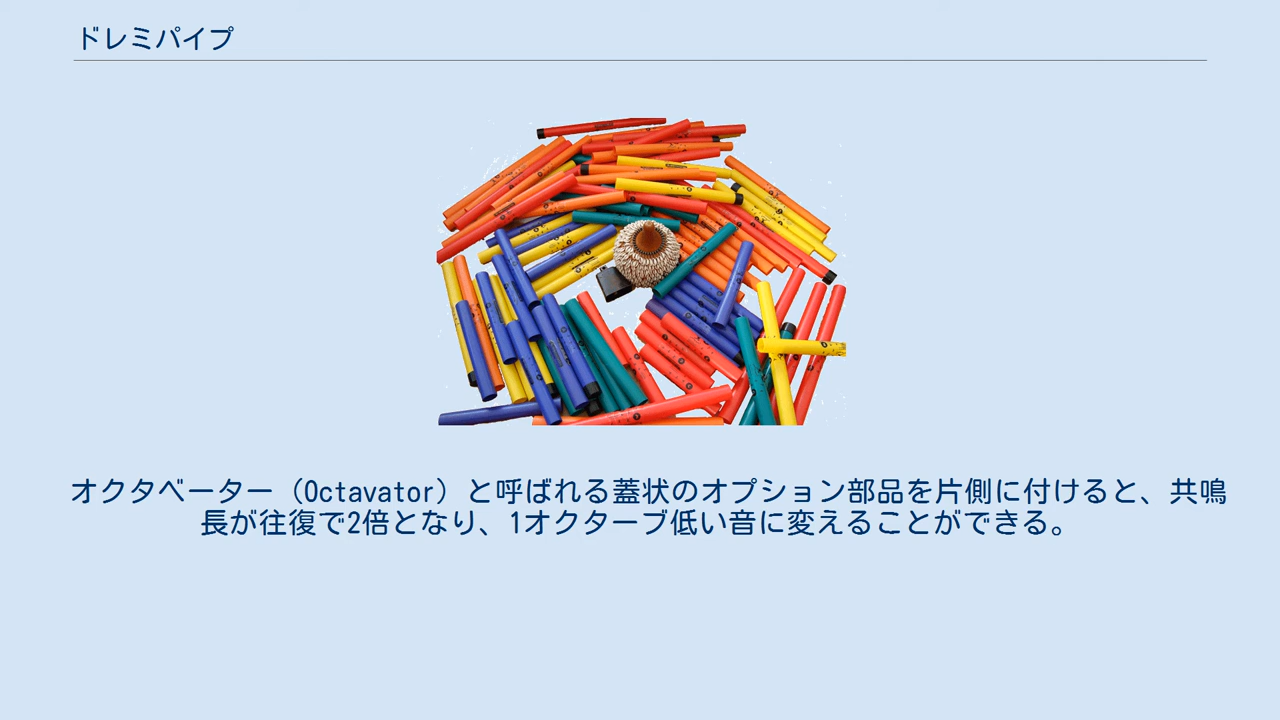 ドレミパイプ
オクタベーター（Octavator）と呼ばれる蓋状のオプション部品を片側に付けると、共鳴
長が往復で2倍となり、1オクターブ低い音に変えることができる。